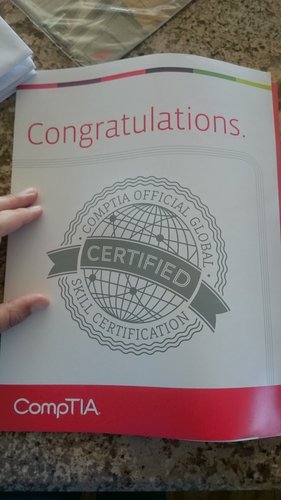 Congratulations.
COMPTIA OFFICIAL GLOBAL
CERTIFIED
SKILL CERTIFICATION
CompTIA.